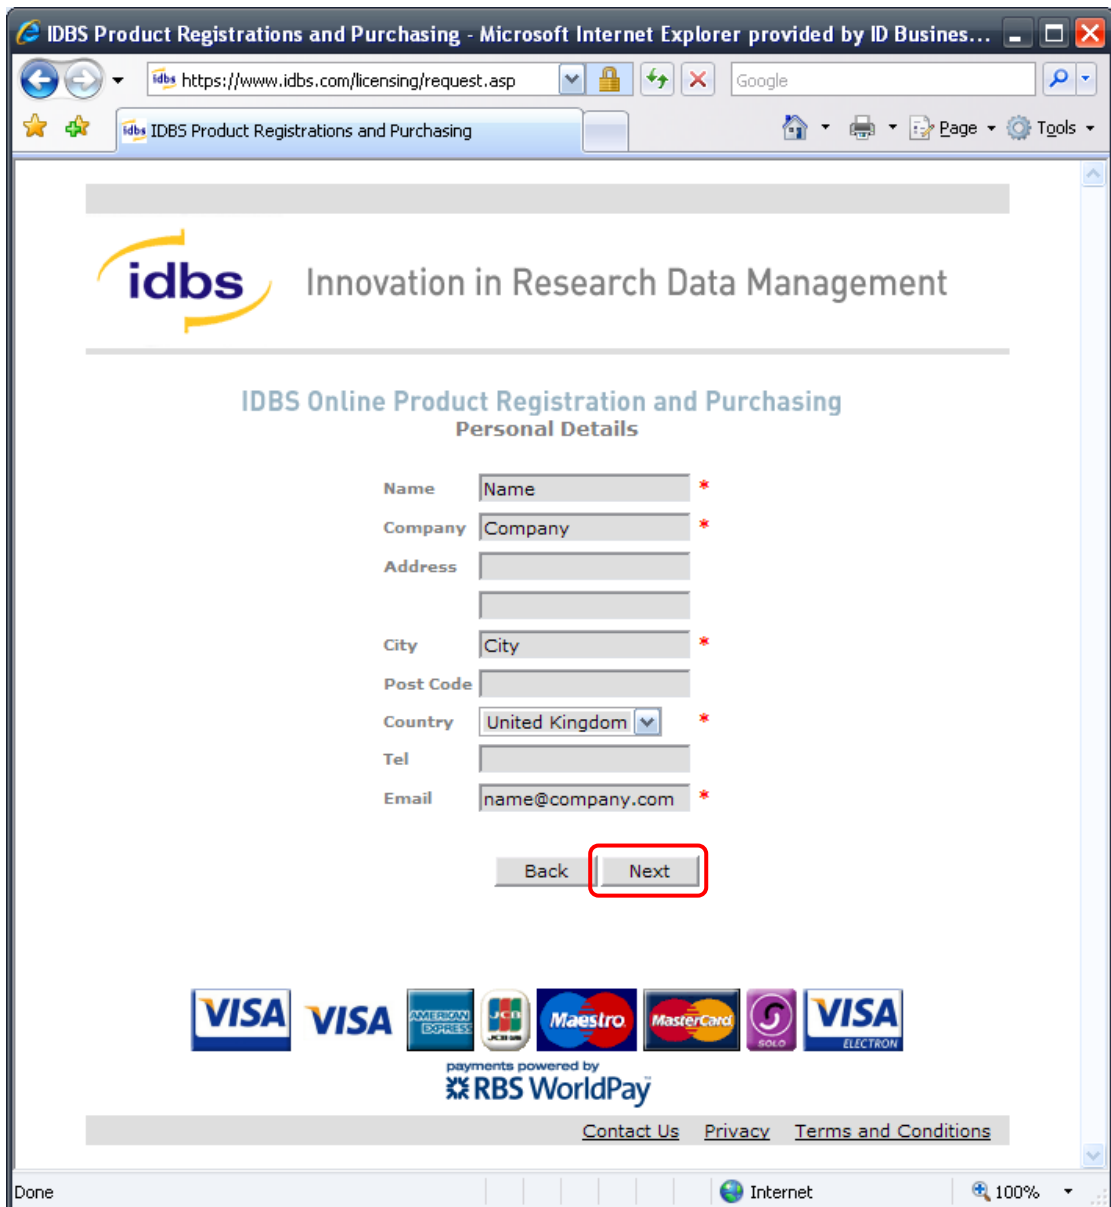 IDBS Product Registrations and Purchasing - Microsoft Internet Explorer provided by ID Busines...
idbs https://www.idbs.com/licensing/request.asp Google
idbs IDBS Product Registrations and Purchasing Page Tools
idbs Innovation in Research Data Management
IDBS Online Product Registration and Purchasing
Personal Details
Name Name *
Company Company *
Address
City City *
Post Code
Country United Kingdom *
Tel
Email name@company.com *
Back Next
VISA VISA AMERICAN EXPRESS JCB Maestro MasterCard S SOLO VISA ELECTRON
payments powered by
RBS WorldPay
Contact Us Privacy Terms and Conditions
Done Internet 100%